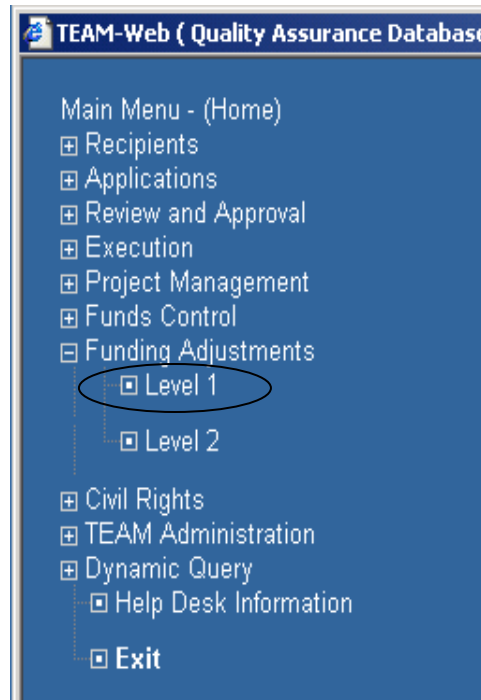 TEAM-Web ( Quality Assurance Database
Main Menu - (Home)
Recipients
Applications
Review and Approval
Execution
Project Management
Funds Control
Funding Adjustments
Level 1
Level 2
Civil Rights
TEAM Administration
Dynamic Query
Help Desk Information
Exit